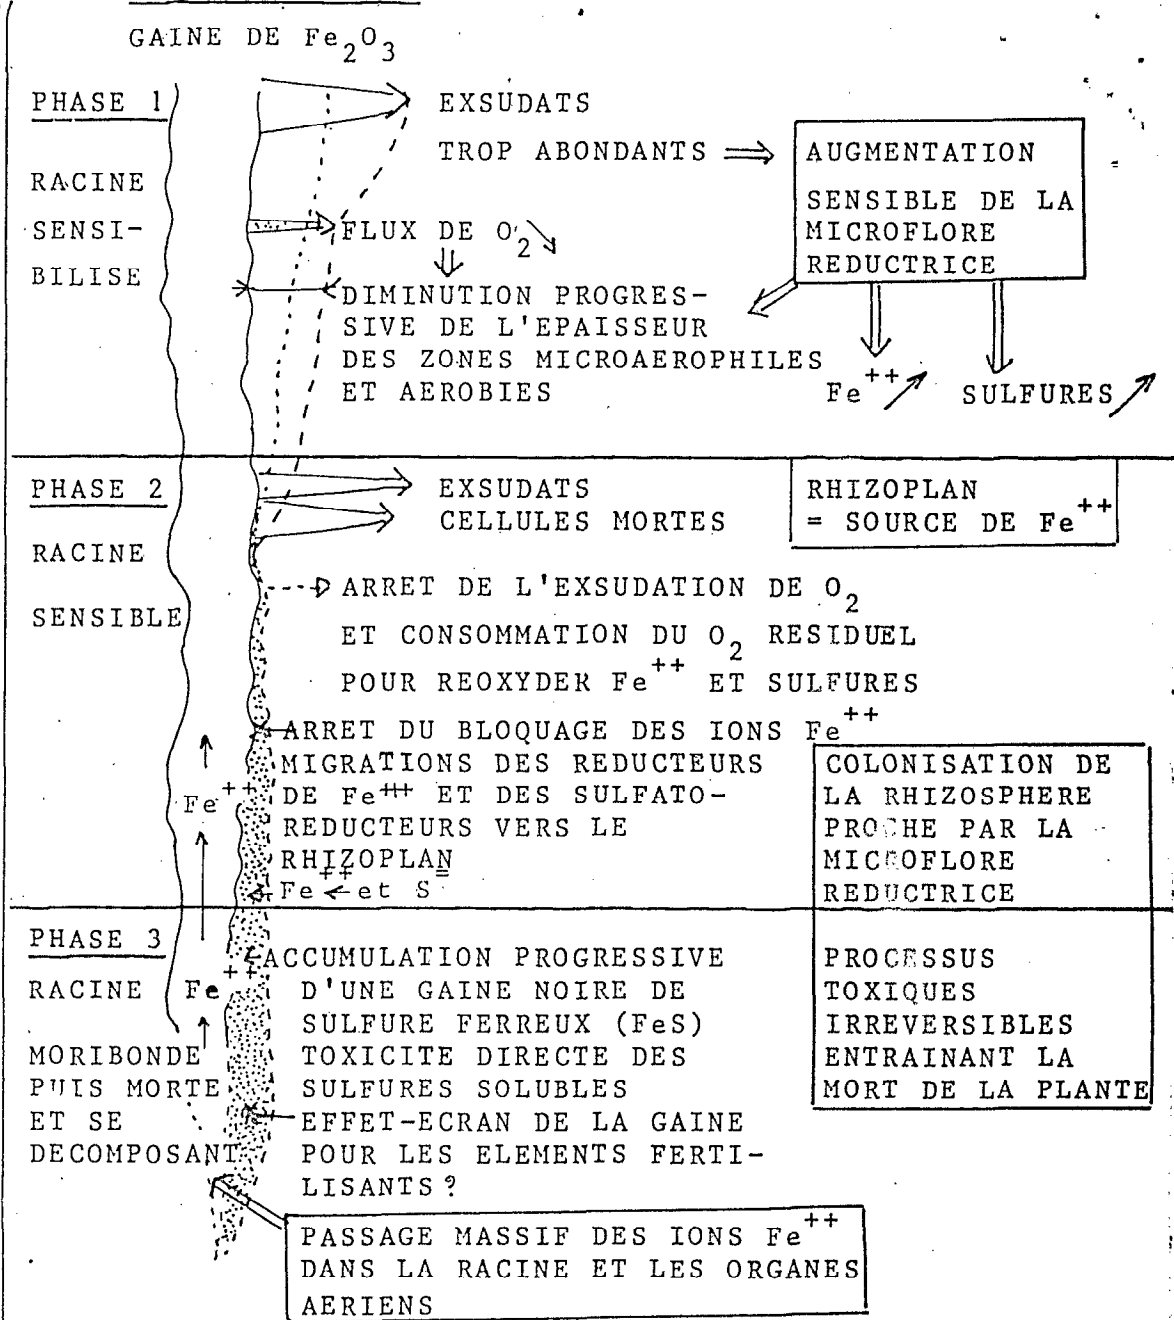 GAINE DE Fe2O3
PHASE 1
RACINE
SENSI-
BILISE
EXSUDATS
TROP ABONDANTS
AUGMENTATION
SENSIBLE DE LA
MICROFLORE
REDUCTRICE
FLUX DE O2
DIMINUTION PROGRES-
SIVE DE L'EPAISSEUR
DES ZONES MICROAEROPHILES
ET AEROBIES
Fe++
SULFURES
PHASE 2
RACINE
SENSIBLE
EXSUDATS
CELLULES MORTES
RHIZOPLAN
= SOURCE DE Fe++
ARRET DE L'EXSUDATION DE O2
ET CONSOMMATION DU O2 RESIDUEL
POUR REOXYDER Fe++ ET SULFURES
ARRET DU BLOQUAGE DES IONS Fe++
MIGRATIONS DES REDUCTEURS
DE Fe+++ ET DES SULFATO-
REDUCTEURS VERS LE
RHIZOPLAN
Fe++ et S=
Fe++
COLONISATION DE
LA RHIZOSPHERE
PROCHE PAR LA
MICROFLORE
REDUCTRICE
PHASE 3
RACINE
Fe++
MORIBONDE
PUIS MORTE
ET SE
DECOMPOSANT
ACCUMULATION PROGRESSIVE
D'UNE GAINE NOIRE DE
SULFURE FERREUX (FeS)
TOXICITE DIRECTE DES
SULFURES SOLUBLES
EFFET-ECRAN DE LA GAINE
POUR LES ELEMENTS FERTI-
LISANTS ?
PROCESSUS
TOXIQUES
IRREVERSIBLES
ENTRAINANT LA
MORT DE LA PLANTE
PASSAGE MASSIF DES IONS Fe++
DANS LA RACINE ET LES ORGANES
AERIENS